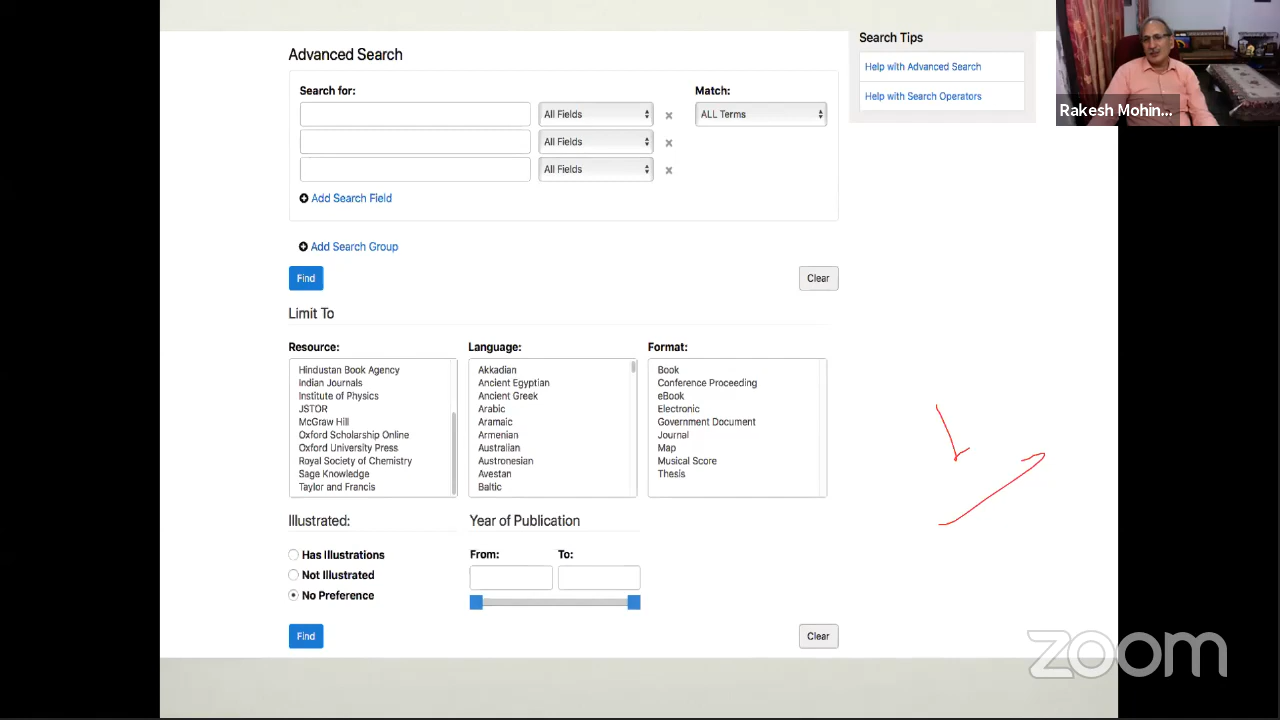 Advanced Search
Search for:
Match:
All Fields
x
ALL Terms
All Fields
x
All Fields
x
Add Search Field
Add Search Group
Find
Clear
Limit To
Resource:
Hindustan Book Agency
Indian Journals
Institute of Physics
JSTOR
McGraw Hill
Oxford Scholarship Online
Oxford University Press
Royal Society of Chemistry
Sage Knowledge
Taylor and Francis
Language:
Akkadian
Ancient Egyptian
Ancient Greek
Arabic
Aramaic
Armenian
Australian
Austronesian
Avestan
Baltic
Format:
Book
Conference Proceeding
eBook
Electronic
Government Document
Journal
Map
Musical Score
Thesis
Illustrated:
Has Illustrations
Not Illustrated
No Preference
Year of Publication
From:
To:
Find
Clear
Search Tips
Help with Advanced Search
Help with Search Operators
Rakesh Mohin...
zoom